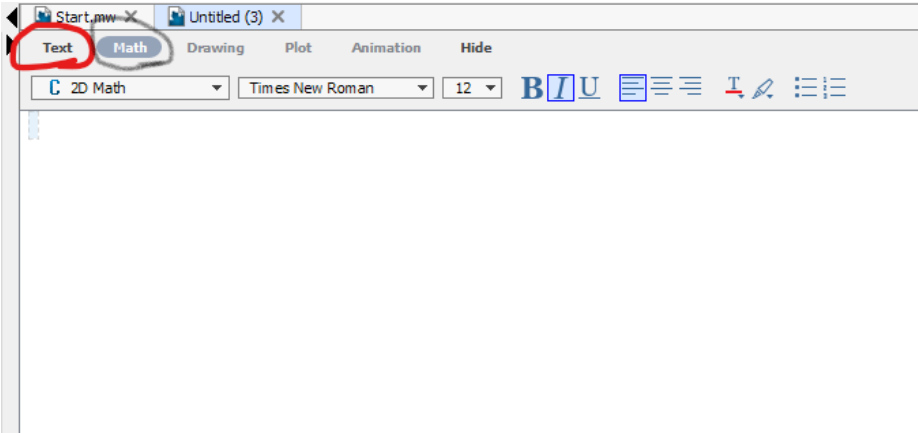 Start.mw Untitled (3)
Text Math Drawing Plot Animation Hide
C 2D Math Times New Roman 12 B I U T